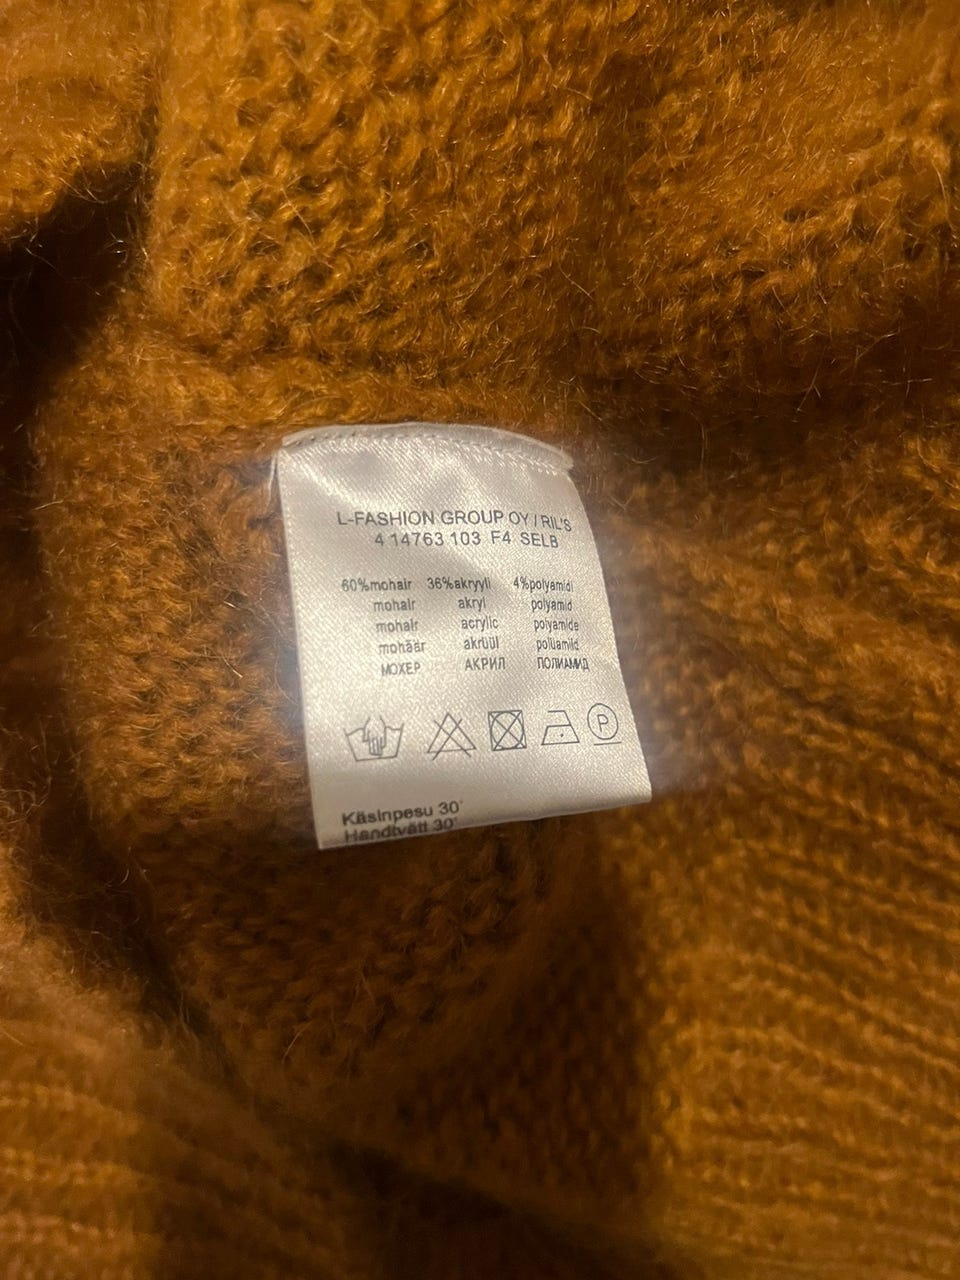 L-FASHION GROUP OY / RIL'S
4 14763 103 F4 SELB
60%mohair 36%akryyli 4%polyamidi
mohair akryl polyamid
mohair acrylic polyamide
mohäär akrüül polüamiid
МОХЕР АКРИЛ ПОЛИАМИД
P
Käsinpesu 30°
Handtvätt 30°